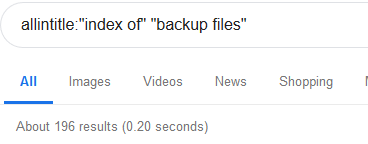 allintitle:"index of" "backup files"
All Images Videos News Shopping
About 196 results (0.20 seconds)